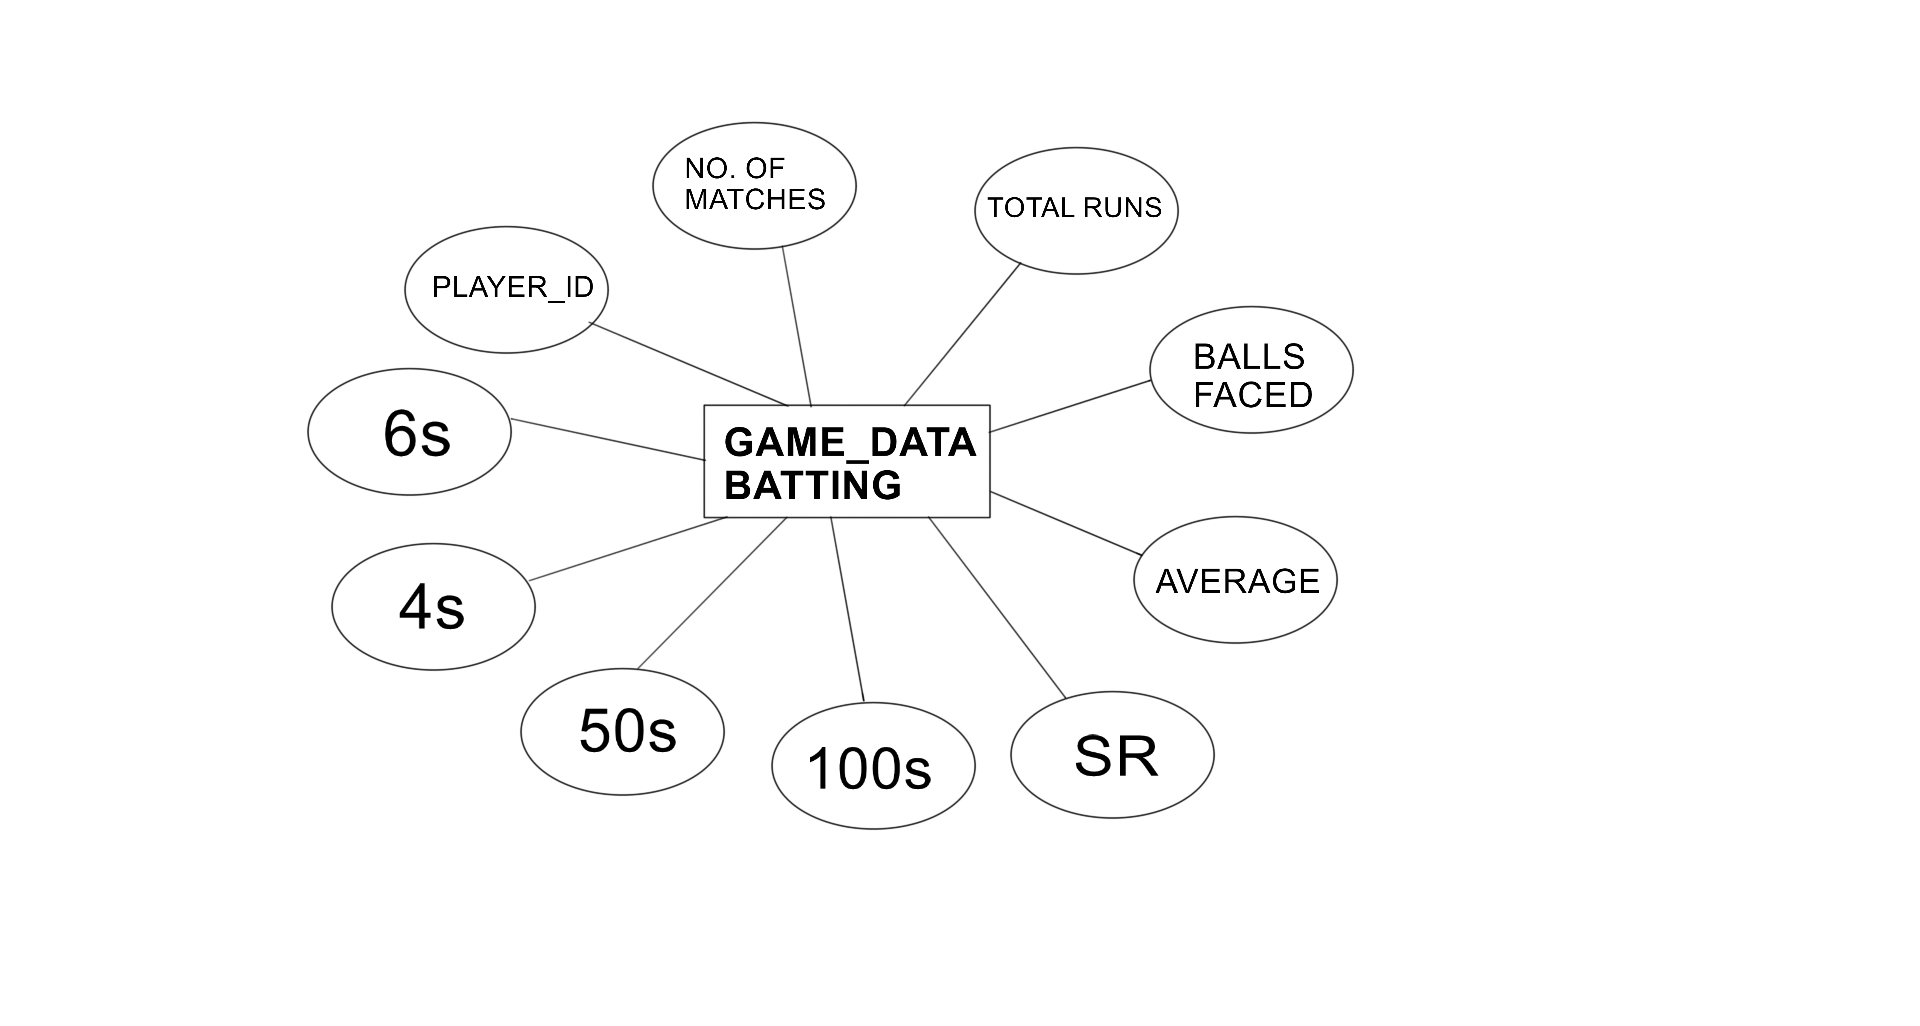 NO. OF
MATCHES
TOTAL RUNS
PLAYER_ID
BALLS
FACED
6s
GAME_DATA
BATTING
AVERAGE
4s
50s
100s
SR